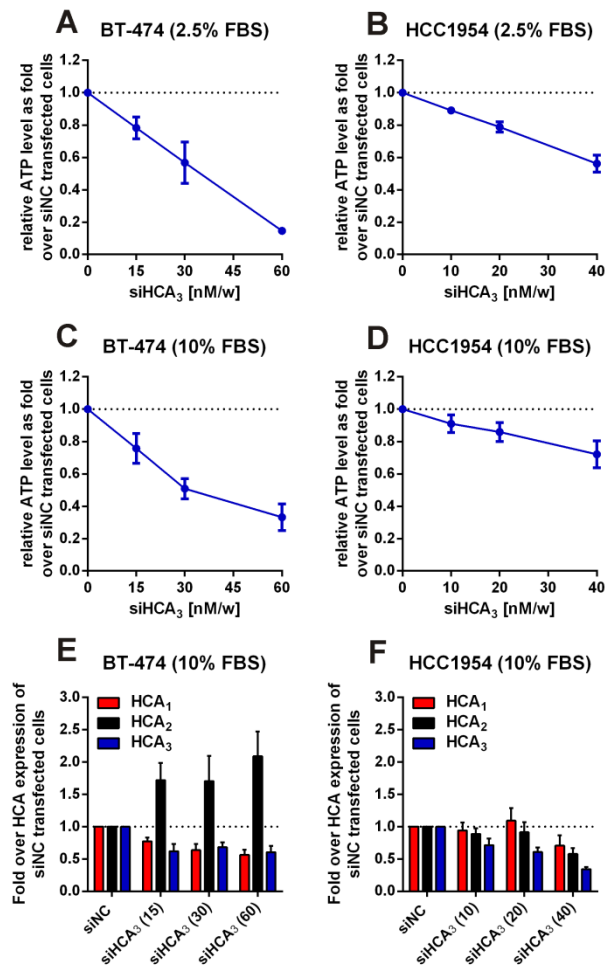 A
BT-474 (2.5% FBS)
relative ATP level as fold
over siNC transfected cells
1.2
1.0
0.8
0.6
0.4
0.2
0.0
0 15 30 45 60
siHCA₃ [nM/w]
B
HCC1954 (2.5% FBS)
relative ATP level as fold
over siNC transfected cells
1.2
1.0
0.8
0.6
0.4
0.2
0.0
0 10 20 30 40
siHCA₃ [nM/w]
C
BT-474 (10% FBS)
relative ATP level as fold
over siNC transfected cells
1.2
1.0
0.8
0.6
0.4
0.2
0.0
0 15 30 45 60
siHCA₃ [nM/w]
D
HCC1954 (10% FBS)
relative ATP level as fold
over siNC transfected cells
1.2
1.0
0.8
0.6
0.4
0.2
0.0
0 10 20 30 40
siHCA₃ [nM/w]
E
BT-474 (10% FBS)
Fold over HCA expression of
siNC transfected cells
3.0
2.5
2.0
1.5
1.0
0.5
0.0
HCA₁
HCA₂
HCA₃
siNC
siHCA₃ (15)
siHCA₃ (30)
siHCA₃ (60)
F
HCC1954 (10% FBS)
Fold over HCA expression of
siNC transfected cells
3.0
2.5
2.0
1.5
1.0
0.5
0.0
HCA₁
HCA₂
HCA₃
siNC
siHCA₃ (10)
siHCA₃ (20)
siHCA₃ (40)